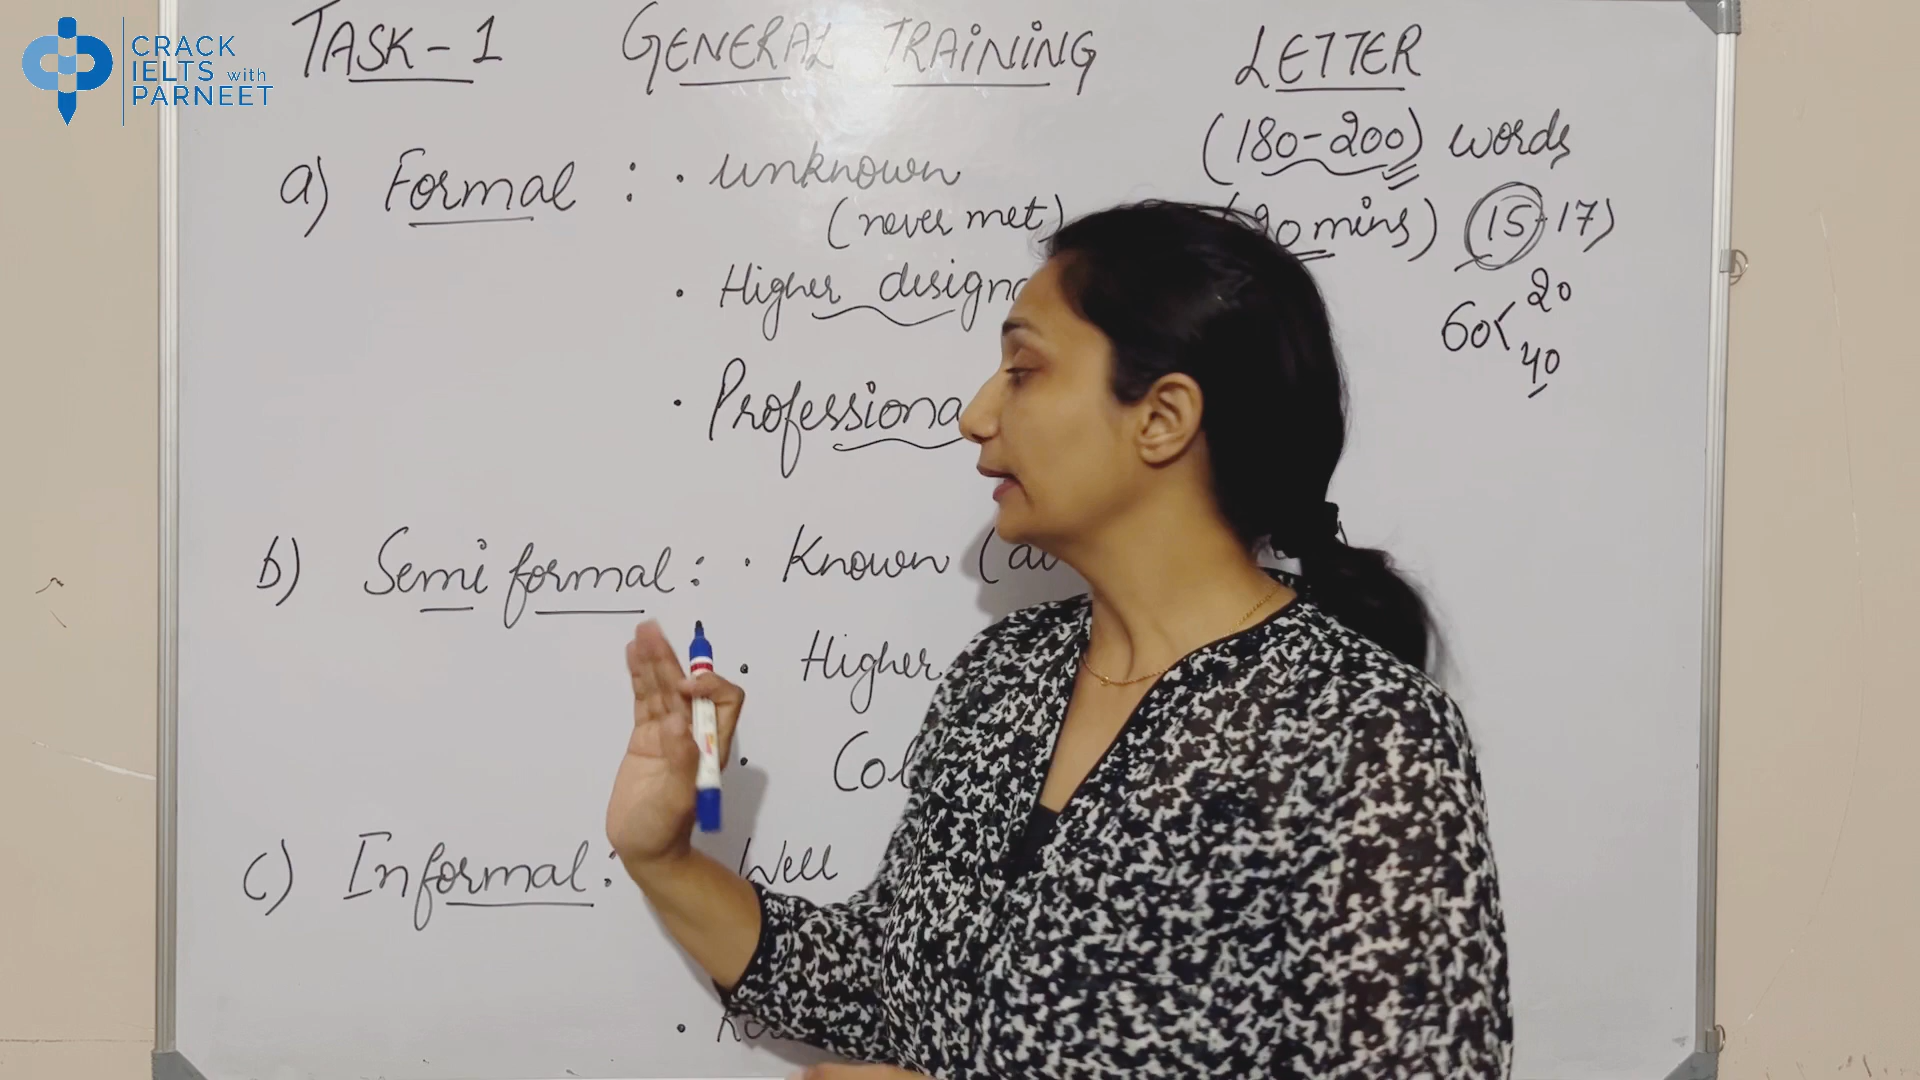 CRACK
IELTS with
PARNEET
TASK-1 GENERAL TRAINING LETTER
(180-200) words
a) Formal : • unknown
(never met)
mins) (15-17)
• Higher
60< 20
40
•
b) Semi formal : • Known
• Higher
•
c) Informal : Well
•